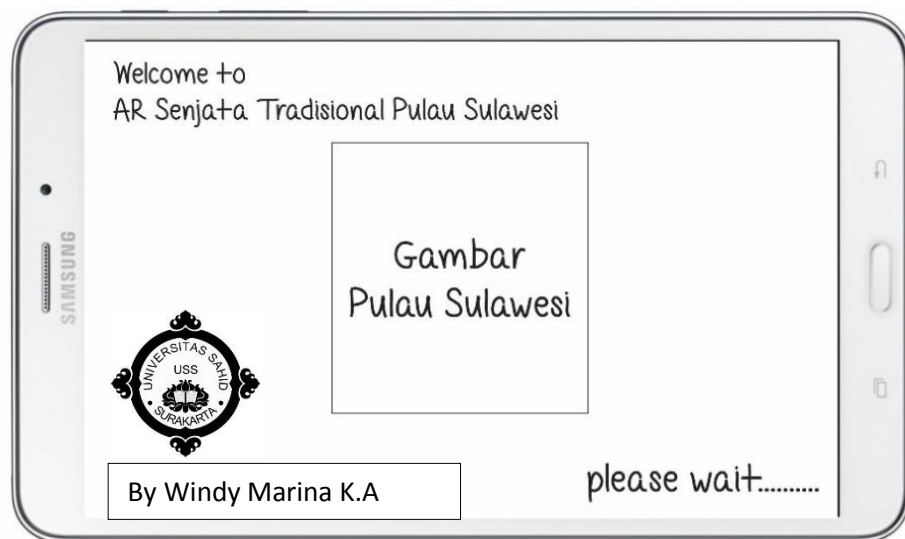 Welcome to
AR Senjata Tradisional Pulau Sulawesi
SAMSUNG
Gambar
Pulau Sulawesi
UNIVERSITAS SAHID
USS
SURAKARTA
By Windy Marina K.A
please wait..........